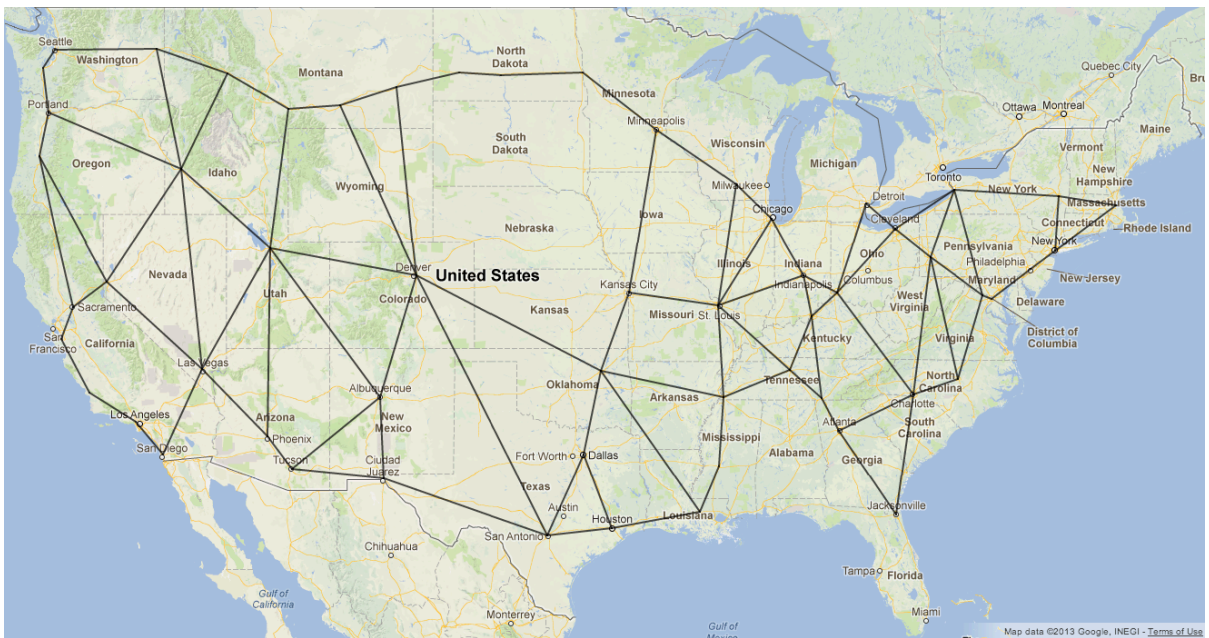 Seattle
Washington
Montana
North
Dakota
Minnesota
Quebec City
Bru
Portland
Ottawa
Montreal
Minneapolis
Maine
Oregon
South
Dakota
Wisconsin
Michigan
Vermont
Toronto
New
Hampshire
Idaho
Wyoming
Milwaukee
Detroit
New York
Massachusetts
Iowa
Chicago
Cleveland
Connecticut
Nebraska
Rhode Island
Ohio
Pennsylvania
New York
Nevada
Denver
United States
Illinois
Indiana
Indianapolis
Columbus
Philadelphia
Maryland
New Jersey
Utah
Colorado
Kansas City
Sacramento
Kansas
Missouri
St. Louis
West
Virginia
Delaware
San
Francisco
California
Kentucky
Virginia
District of
Columbia
Las Vegas
Albuquerque
Oklahoma
Tennessee
North
Carolina
Arkansas
Charlotte
Los Angeles
Arizona
New
Mexico
Atlanta
South
Carolina
San Diego
Phoenix
Mississippi
Alabama
Georgia
Tucson
Ciudad
Juarez
Fort Worth
Dallas
Texas
Austin
Houston
Louisiana
Jacksonville
San Antonio
Chihuahua
Tampa
Florida
Gulf of
California
Monterrey
Miami
Gulf of
Map data ©2013 Google, INEGI - Terms of Use